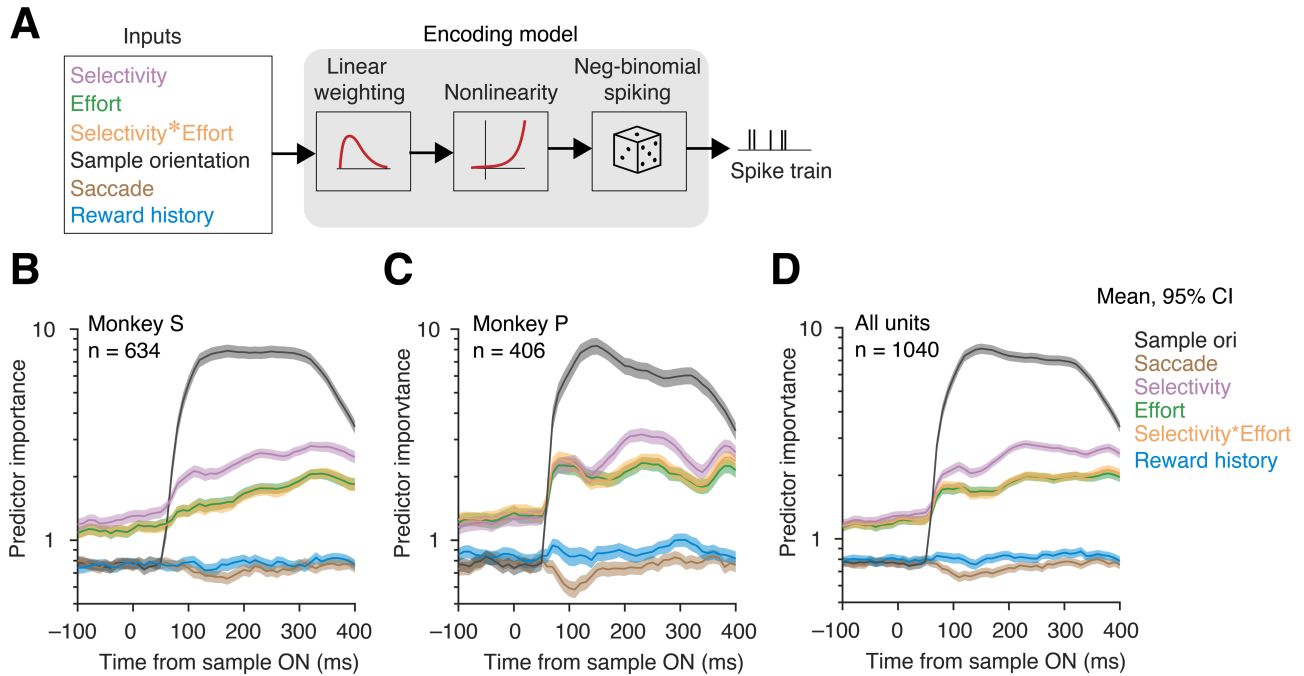 A
Inputs
Selectivity
Effort
Selectivity*Effort
Sample orientation
Saccade
Reward history
Encoding model
Linear
weighting
Nonlinearity
Neg-binomial
spiking
Spike train
B
Monkey S
n = 634
Predictor importance
10
1
−100 0 100 200 300 400
Time from sample ON (ms)
C
Monkey P
n = 406
Predictor imporvtance
10
1
−100 0 100 200 300 400
Time from sample ON (ms)
D
All units
n = 1040
Predictor importance
10
1
−100 0 100 200 300 400
Time from sample ON (ms)
Mean, 95% CI
Sample ori
Saccade
Selectivity
Effort
Selectivity*Effort
Reward history